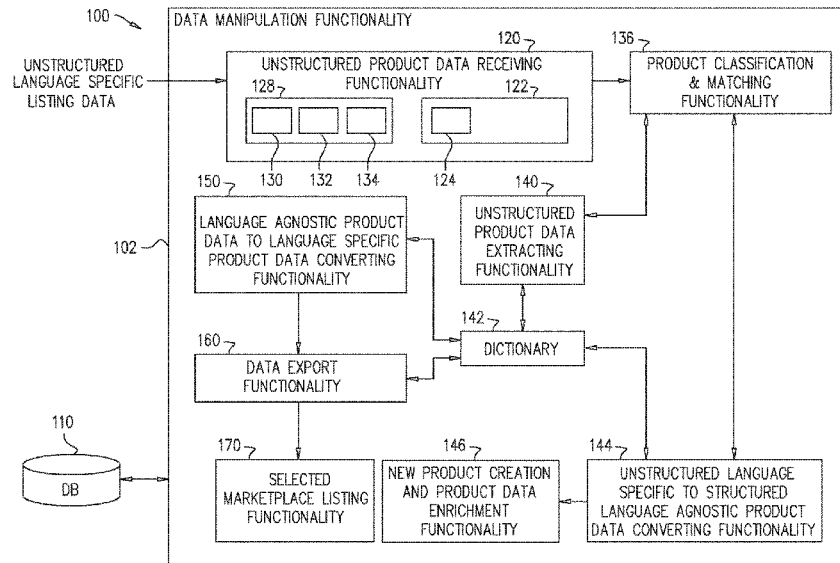 100
DATA MANIPULATION FUNCTIONALITY
UNSTRUCTURED
LANGUAGE SPECIFIC
LISTING DATA
120
UNSTRUCTURED PRODUCT DATA RECEIVING
FUNCTIONALITY
128
122
130
132
134
124
136
PRODUCT CLASSIFICATION
& MATCHING
FUNCTIONALITY
102
150
LANGUAGE AGNOSTIC PRODUCT
DATA TO LANGUAGE SPECIFIC
PRODUCT DATA CONVERTING
FUNCTIONALITY
140
UNSTRUCTURED
PRODUCT DATA
EXTRACTING
FUNCTIONALITY
142
DICTIONARY
160
DATA EXPORT
FUNCTIONALITY
110
DB
170
SELECTED
MARKETPLACE LISTING
FUNCTIONALITY
146
NEW PRODUCT CREATION
AND PRODUCT DATA
ENRICHMENT
FUNCTIONALITY
144
UNSTRUCTURED LANGUAGE
SPECIFIC TO STRUCTURED
LANGUAGE AGNOSTIC PRODUCT
DATA CONVERTING FUNCTIONALITY